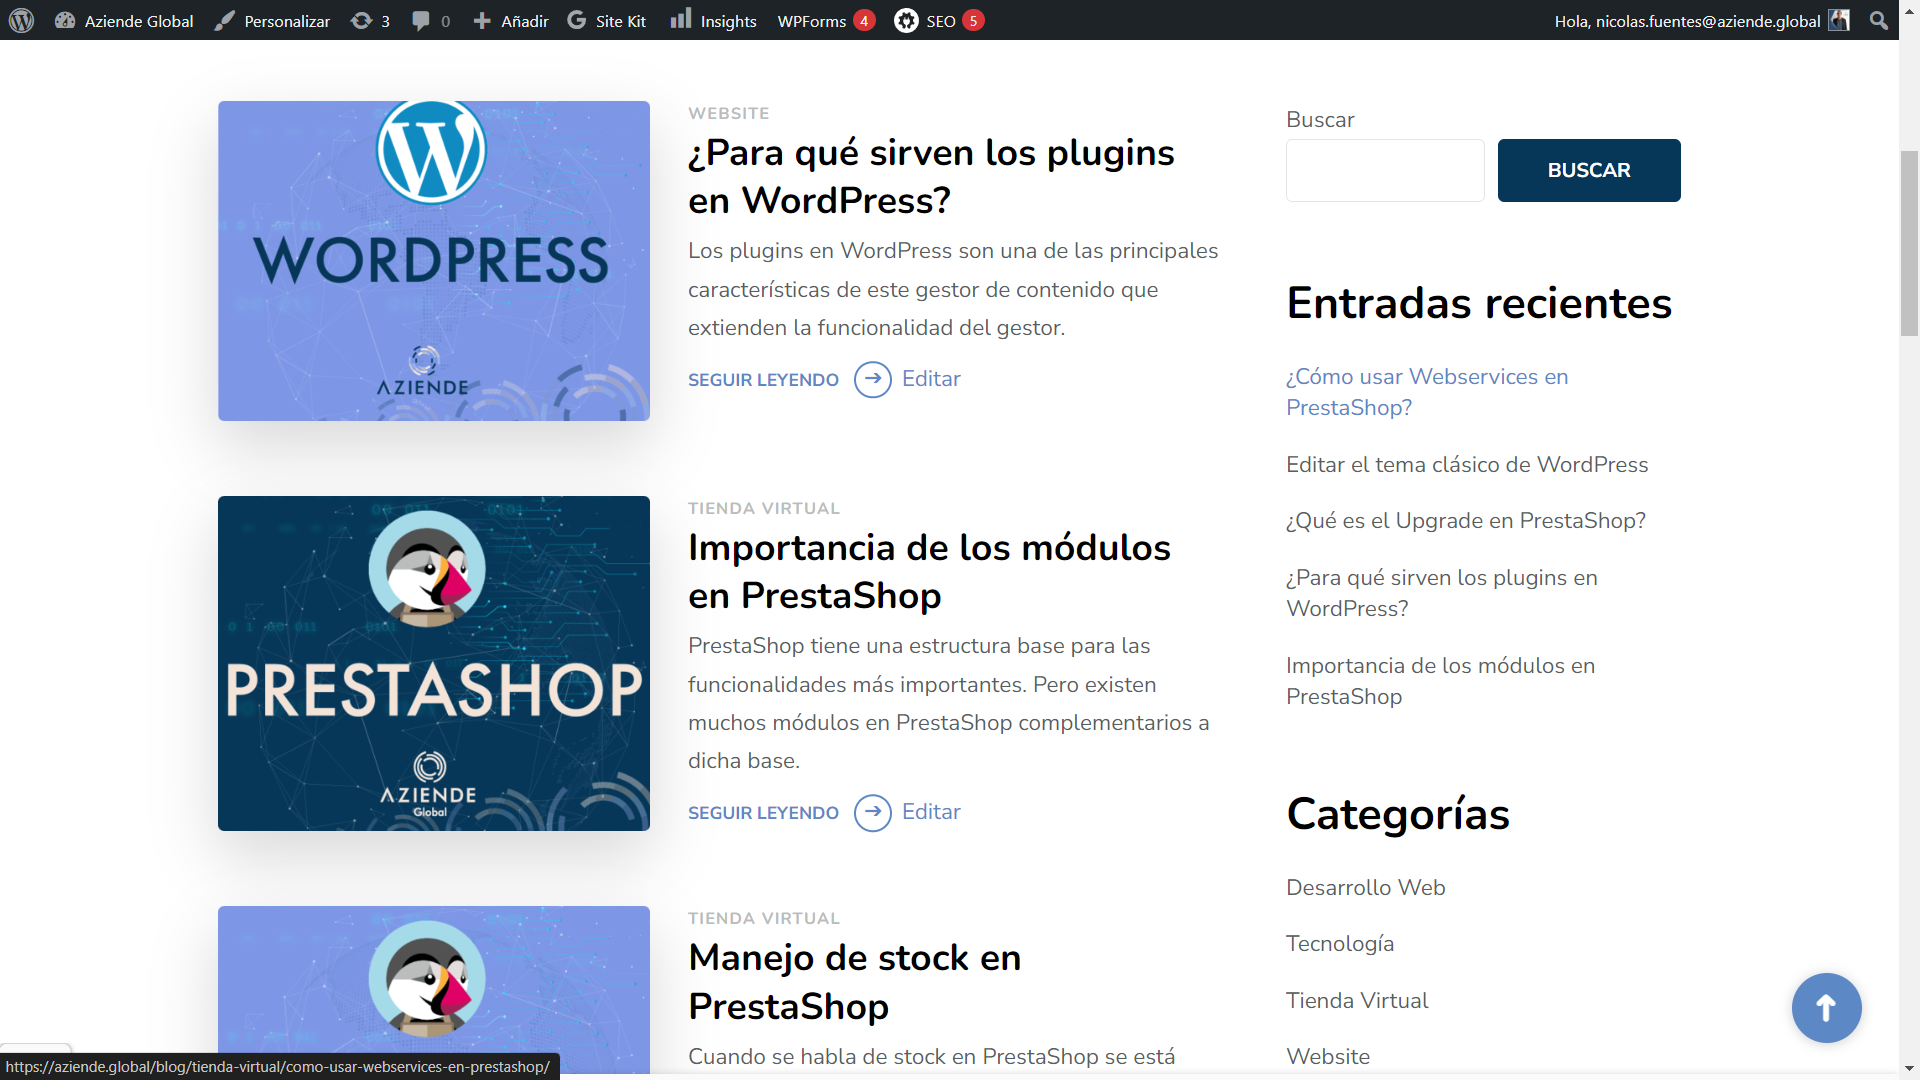 Aziende Global Personalizar 3 0 Añadir Site Kit Insights WPForms 4 SEO 5 Hola, nicolas.fuentes@aziende.global
WORDPRESS
AZIENDE
WEBSITE
¿Para qué sirven los plugins
en WordPress?
Los plugins en WordPress son una de las principales
características de este gestor de contenido que
extienden la funcionalidad del gestor.
SEGUIR LEYENDO Editar
PRESTASHOP
AZIENDE
Global
TIENDA VIRTUAL
Importancia de los módulos
en PrestaShop
PrestaShop tiene una estructura base para las
funcionalidades más importantes. Pero existen
muchos módulos en PrestaShop complementarios a
dicha base.
SEGUIR LEYENDO Editar
TIENDA VIRTUAL
Manejo de stock en
PrestaShop
Cuando se habla de stock en PrestaShop se está
Buscar
BUSCAR
Entradas recientes
¿Cómo usar Webservices en
PrestaShop?
Editar el tema clásico de WordPress
¿Qué es el Upgrade en PrestaShop?
¿Para qué sirven los plugins en
WordPress?
Importancia de los módulos en
PrestaShop
Categorías
Desarrollo Web
Tecnología
Tienda Virtual
Website
https://aziende.global/blog/tienda-virtual/como-usar-webservices-en-prestashop/